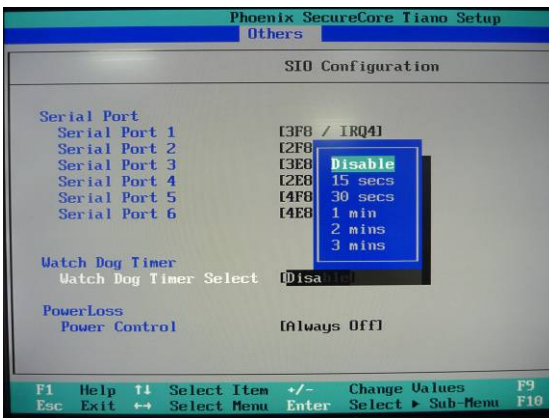 Phoenix SecureCore Tiano Setup
Others
SIO Configuration
Serial Port
Serial Port 1 [3F8 / IRQ4]
Serial Port 2 [2F8
Serial Port 3 [3E8
Serial Port 4 [2E8
Serial Port 5 [4F8
Serial Port 6 [4E8
Disable
15 secs
30 secs
1 min
2 mins
3 mins
Watch Dog Timer
Watch Dog Timer Select [Disable]
PowerLoss
Power Control [Always Off]
F1 Help ↑↓ Select Item +/- Change Values F9
Esc Exit ↔ Select Menu Enter Select ▶ Sub-Menu F10